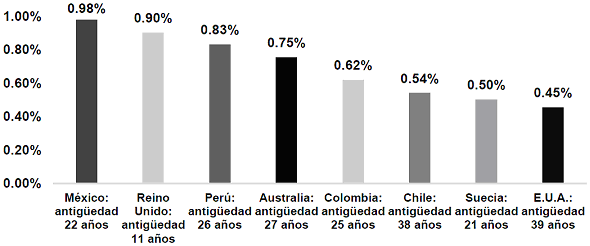 1.00%
0.80%
0.60%
0.40%
0.20%
0.00%
0.98%
0.90%
0.83%
0.75%
0.62%
0.54%
0.50%
0.45%
México:
antigüedad
22 años
Reino
Unido:
antigüedad
11 años
Perú:
antigüedad
26 años
Australia:
antigüedad
27 años
Colombia:
antigüedad
25 años
Chile:
antigüedad
38 años
Suecia:
antigüedad
21 años
E.U.A.:
antigüedad
39 años